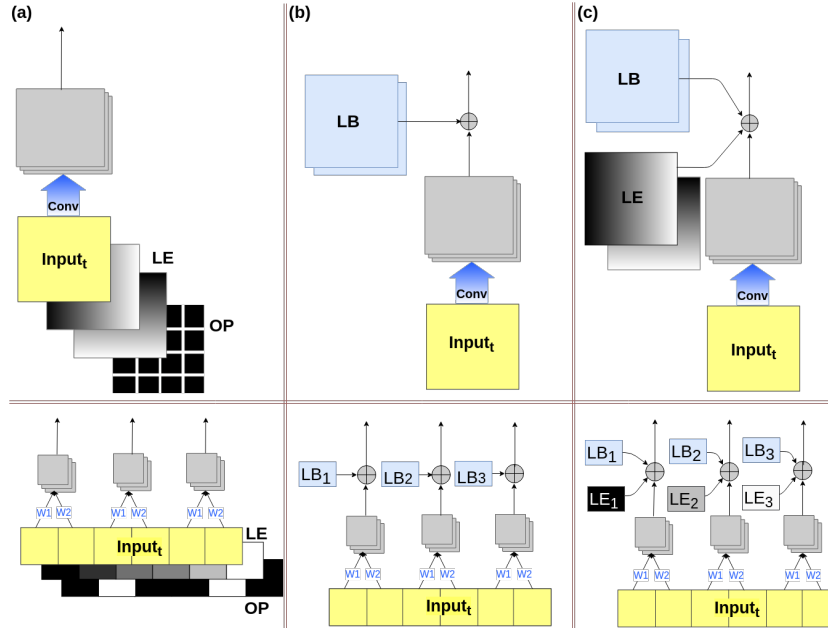 (a)
Conv
Input_t
LE
OP
W1 W2 W1 W2 W1 W2
Input_t
LE
OP
(b)
LB
Conv
Input_t
LB_1 LB_2 LB_3
W1 W2 W1 W2 W1 W2
Input_t
(c)
LB
LE
Conv
Input_t
LB_1 LB_2 LB_3
LE_1 LE_2 LE_3
W1 W2 W1 W2 W1 W2
Input_t